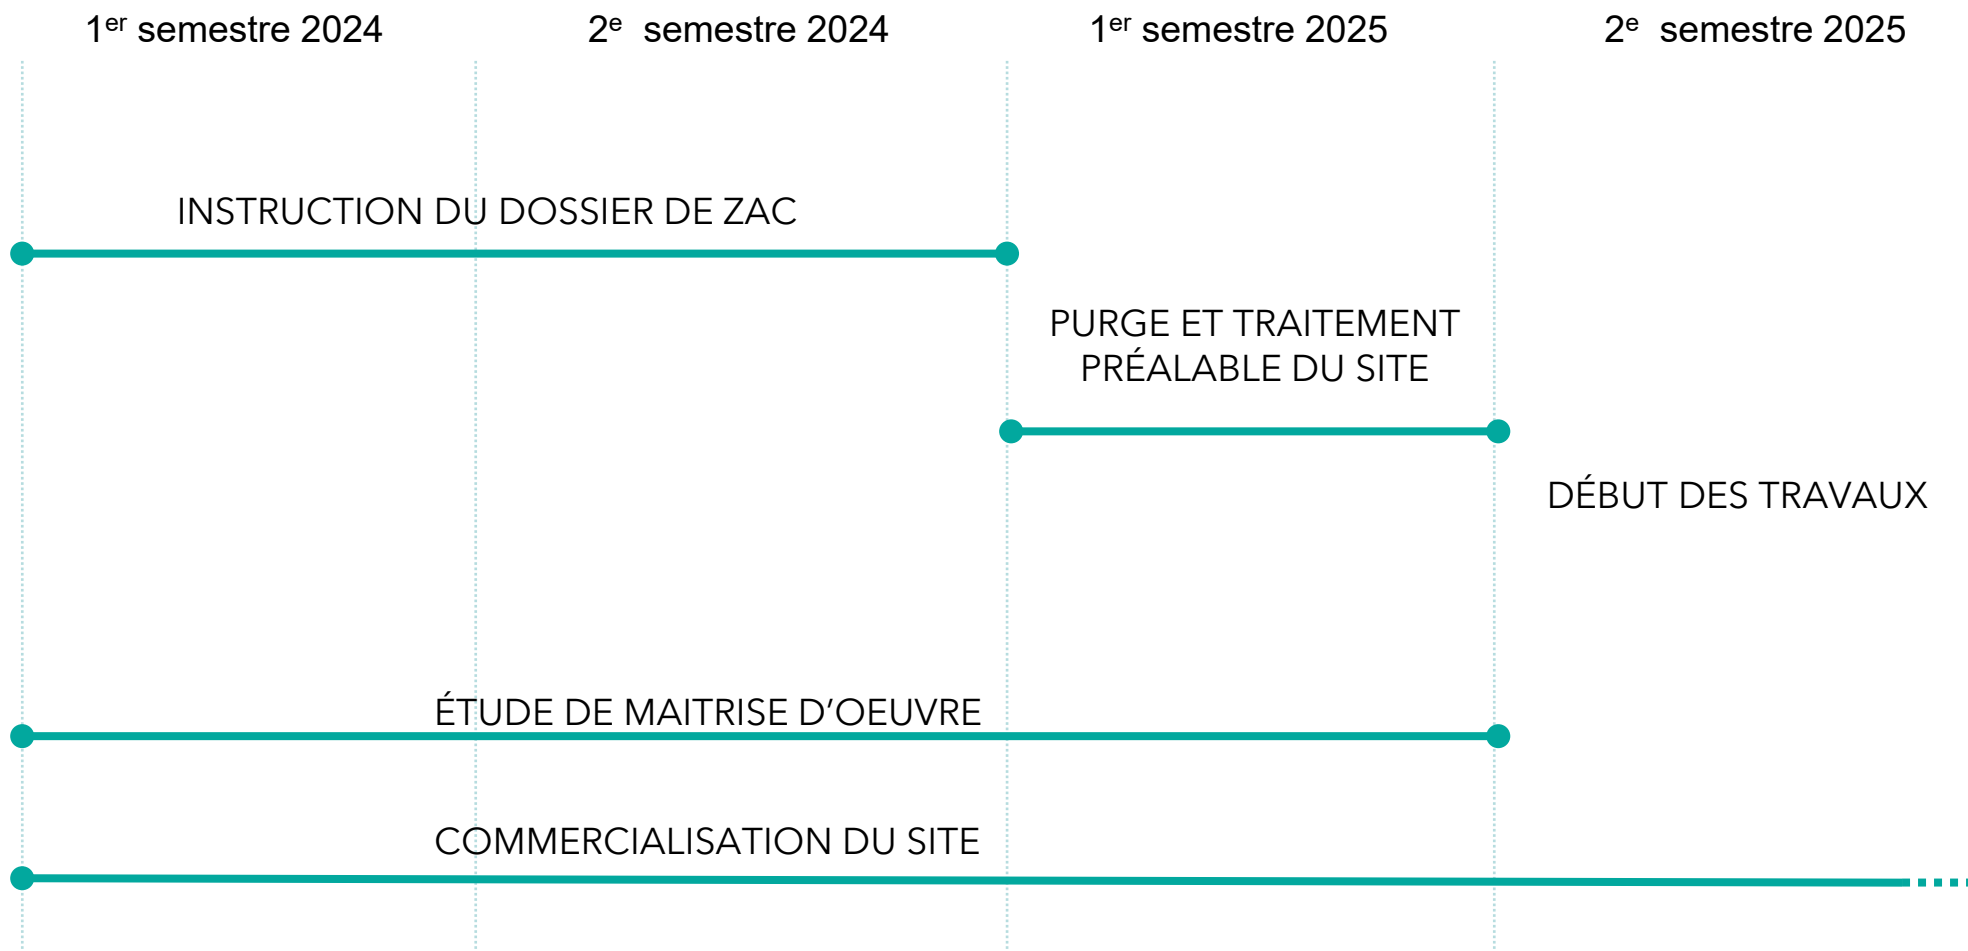 1er semestre 2024
2e semestre 2024
1er semestre 2025
2e semestre 2025
INSTRUCTION DU DOSSIER DE ZAC
PURGE ET TRAITEMENT
PRÉALABLE DU SITE
DÉBUT DES TRAVAUX
ÉTUDE DE MAITRISE D’OEUVRE
COMMERCIALISATION DU SITE